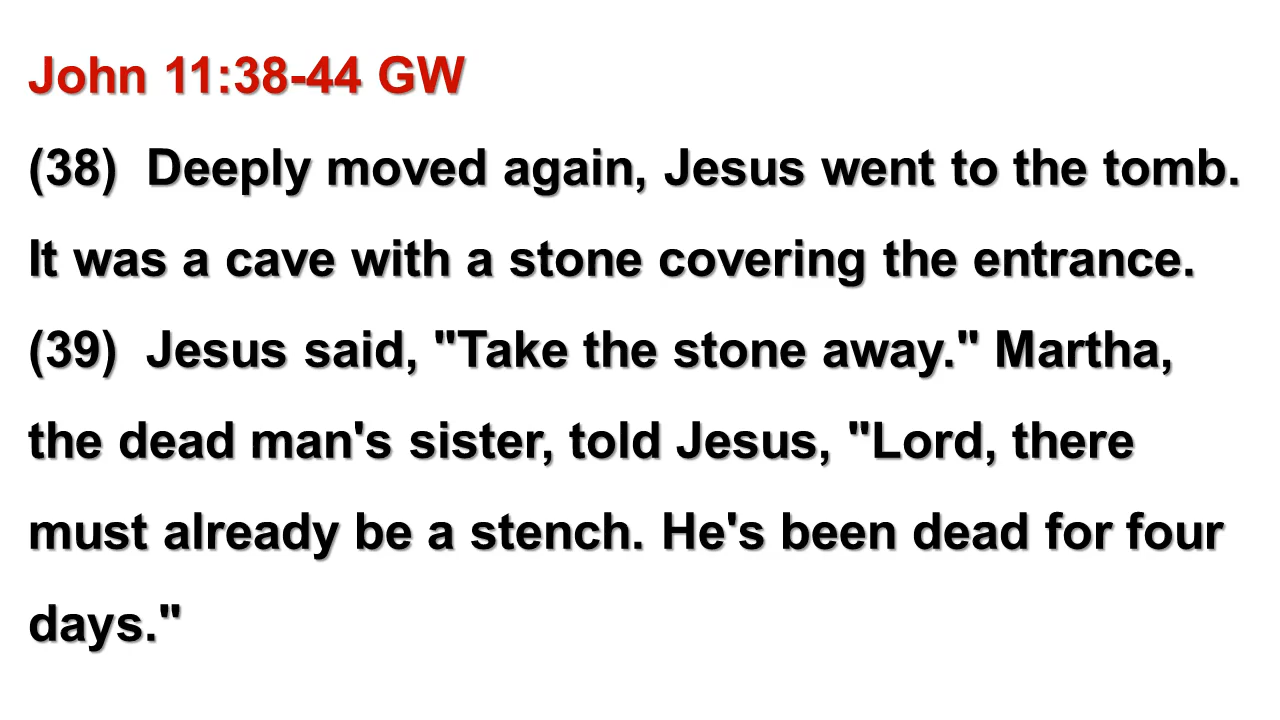 John 11:38-44 GW
(38)  Deeply moved again, Jesus went to the tomb.
It was a cave with a stone covering the entrance.
(39)  Jesus said, "Take the stone away." Martha,
the dead man's sister, told Jesus, "Lord, there
must already be a stench. He's been dead for four
days."